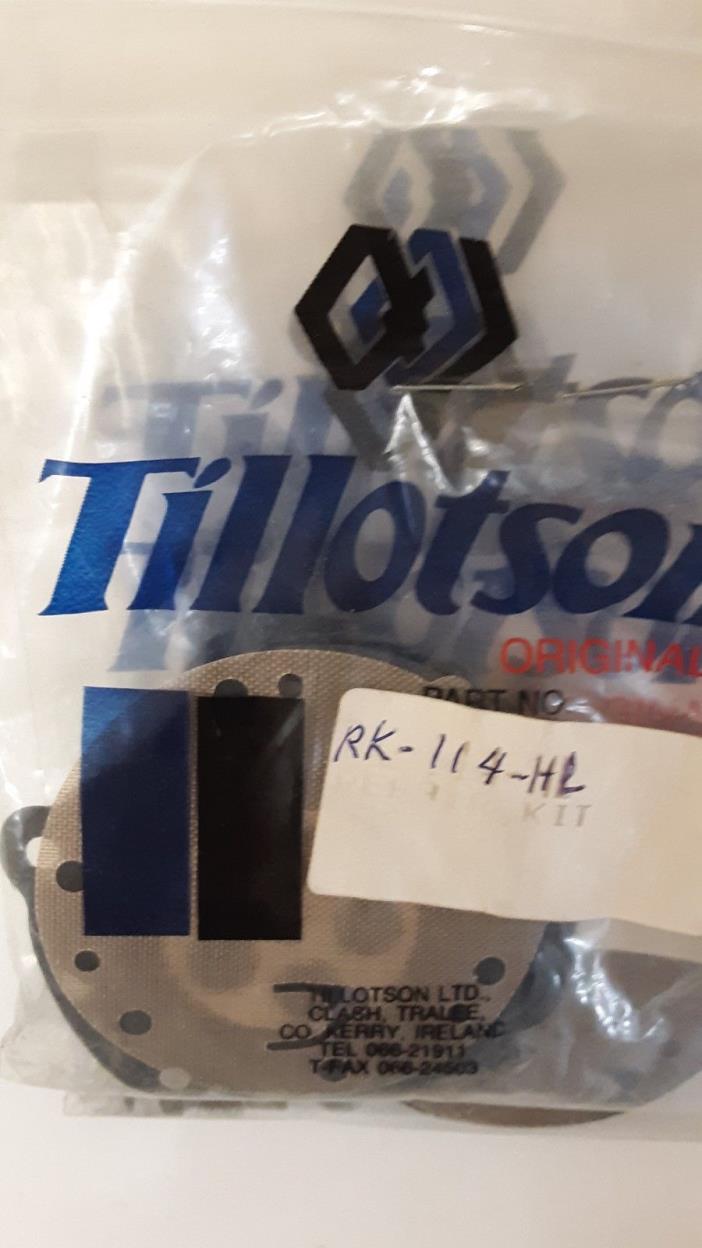 Tillotson
ORIGINAL
PART NO
RK-114-HL
KIT
TILLOTSON LTD.,
CLASH, TRALEE,
CO KERRY, IRELAND
TEL 066-21911
T-FAX 066-24503